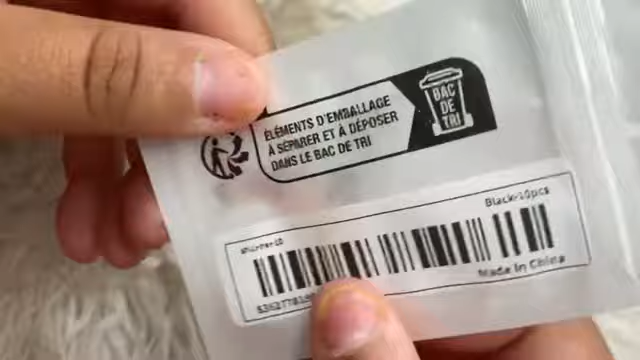 ÉLÉMENTS D'EMBALLAGE
À SÉPARER ET À DÉPOSER
DANS LE BAC DE TRI
BAC
DE
TRI
Black-10pcs
Made In China